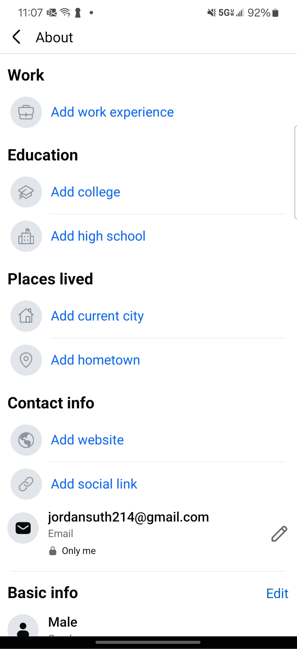 11:07 5G 92%
About
Work
Add work experience
Education
Add college
Add high school
Places lived
Add current city
Add hometown
Contact info
Add website
Add social link
jordansuth214@gmail.com
Email
Only me
Basic info Edit
Male